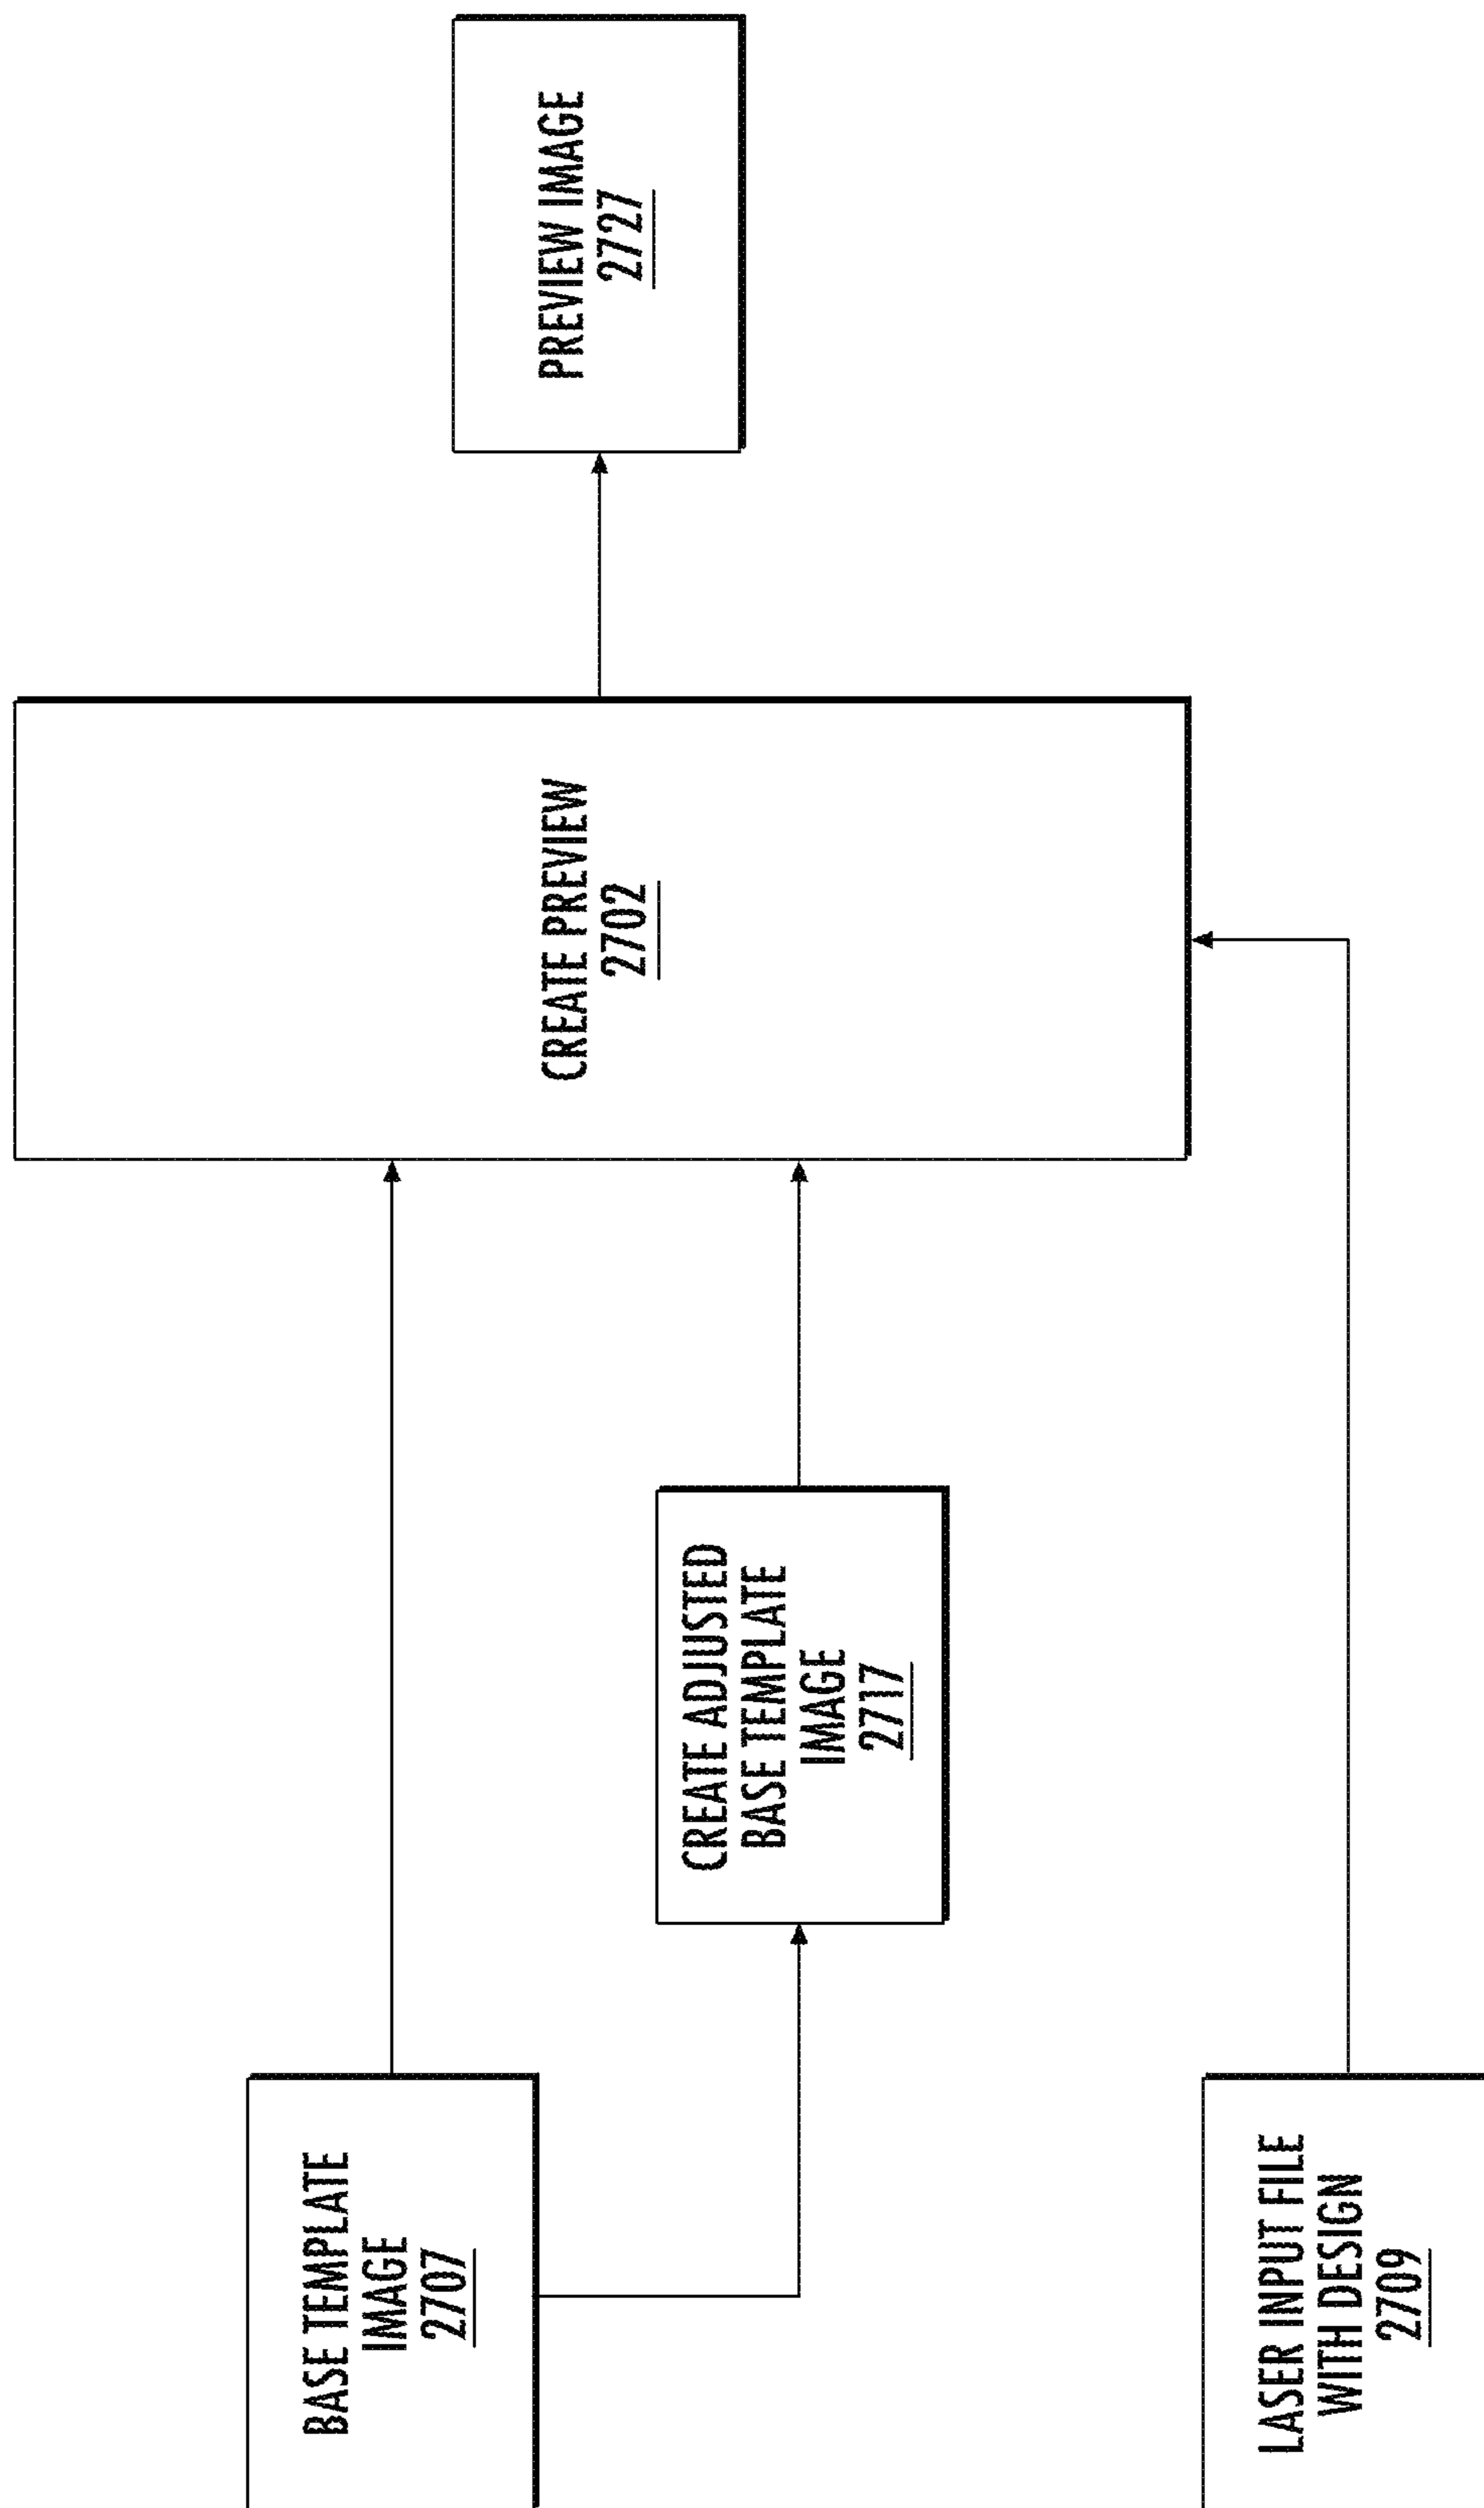 BASE TEMPLATE
IMAGE
2707
CREATE ADJUSTED
BASE TEMPLATE
IMAGE
2717
LASER INPUT FILE
WITH DESIGN
2709
CREATE PREVIEW
2702
PREVIEW IMAGE
2727